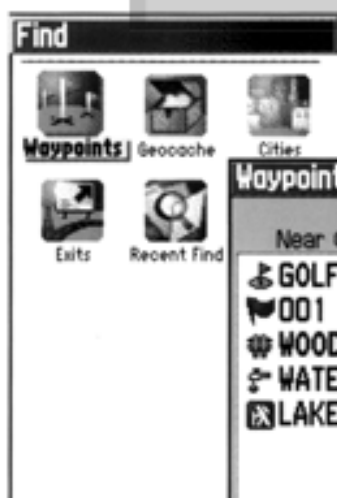 Find
Waypoints Geocache Cities
Exits Recent Find
Waypoint
Near
GOLF
001
WOOD
WATE
LAKE